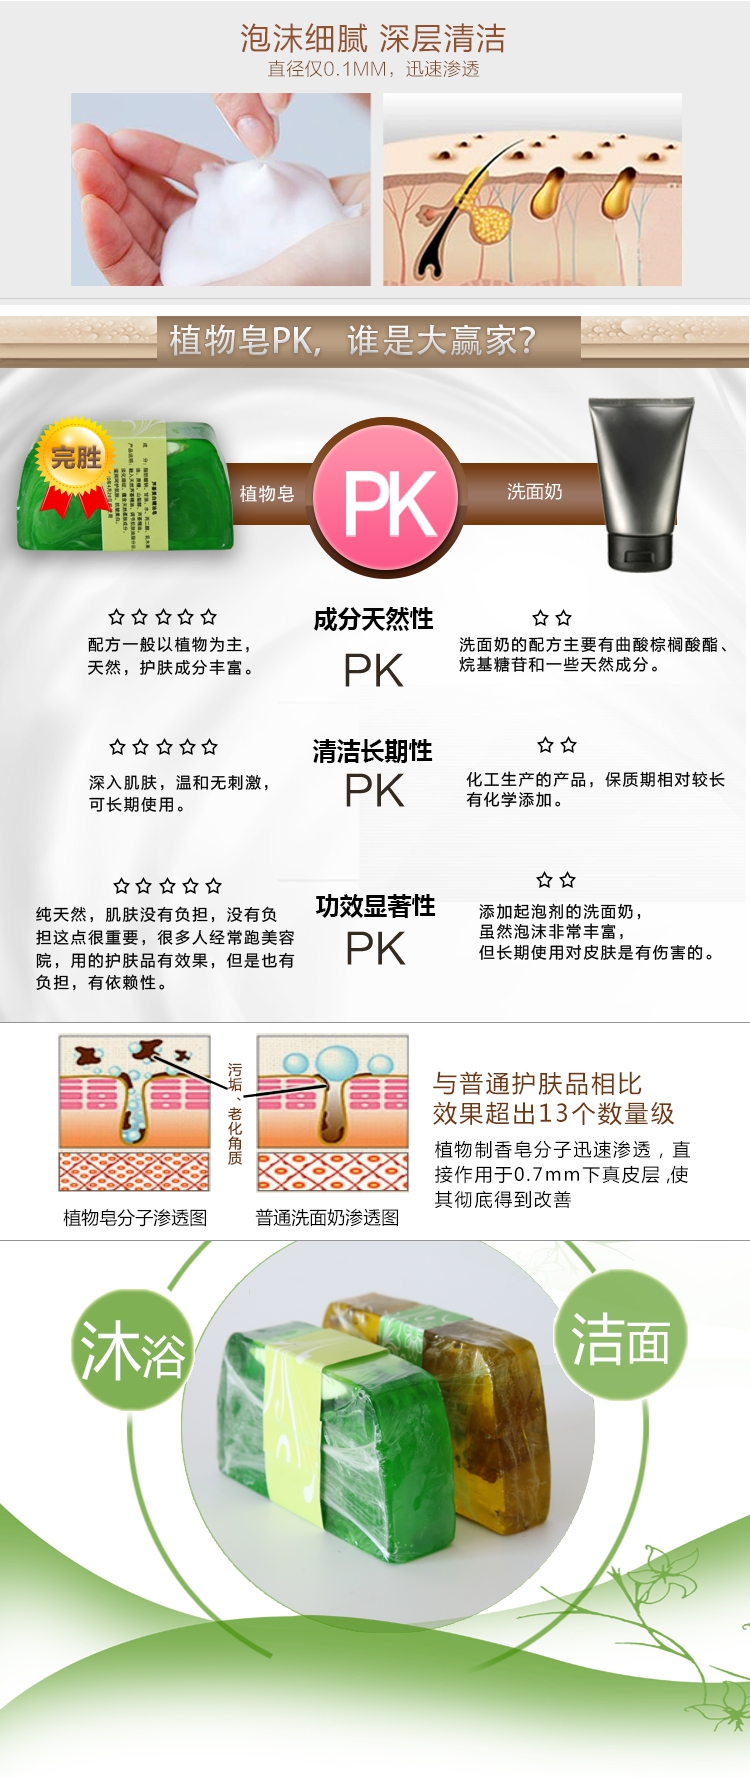 泡沫细腻 深层清洁
直径仅0.1MM，迅速渗透
植物皂PK，谁是大赢家？
完胜
植物皂
PK
洗面奶
☆☆☆☆☆
成分天然性
☆☆
配方一般以植物为主，
天然，护肤成分丰富。
PK
洗面奶的配方主要有曲酸棕榈酸酯、
烷基糖苷和一些天然成分。
☆☆☆☆☆
清洁长期性
☆☆
深入肌肤，温和无刺激，
可长期使用。
PK
化工生产的产品，保质期相对较长
有化学添加。
☆☆☆☆☆
功效显著性
☆☆
纯天然，肌肤没有负担，没有负
担这点很重要，很多人经常跑美容
院，用的护肤品有效果，但是也有
负担，有依赖性。
PK
添加起泡剂的洗面奶，
虽然泡沫非常丰富，
但长期使用对皮肤是有伤害的。
污垢、老化角质
植物皂分子渗透图
普通洗面奶渗透图
与普通护肤品相比
效果超出13个数量级
植物制香皂分子迅速渗透，直
接作用于0.7mm下真皮层,使
其彻底得到改善
沐浴
洁面